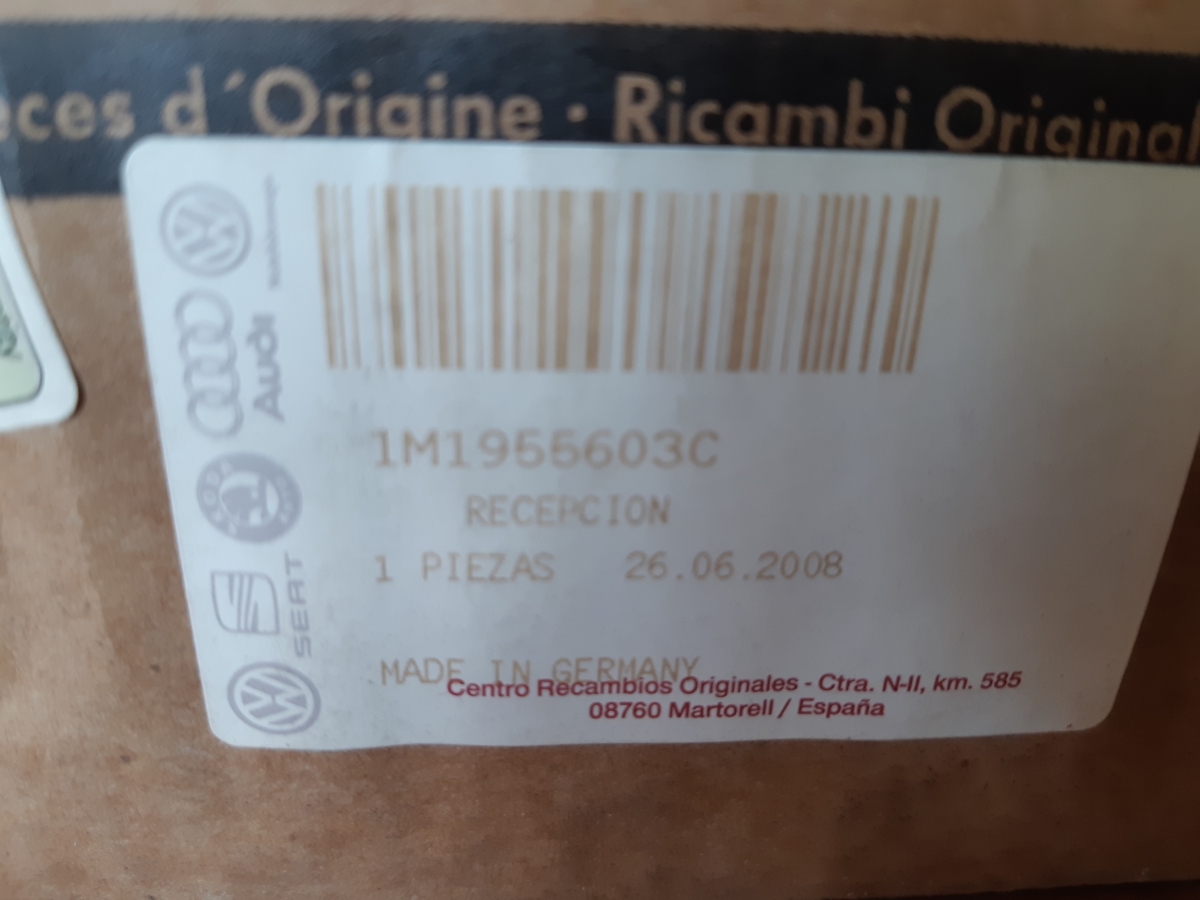 eces d´Origine · Ricambi Original
Audi
SEAT
1M1955603C
RECEPCION
1 PIEZAS 26.06.2008
MADE IN GERMANY
Centro Recambios Originales - Ctra. N-II, km. 585
08760 Martorell / España